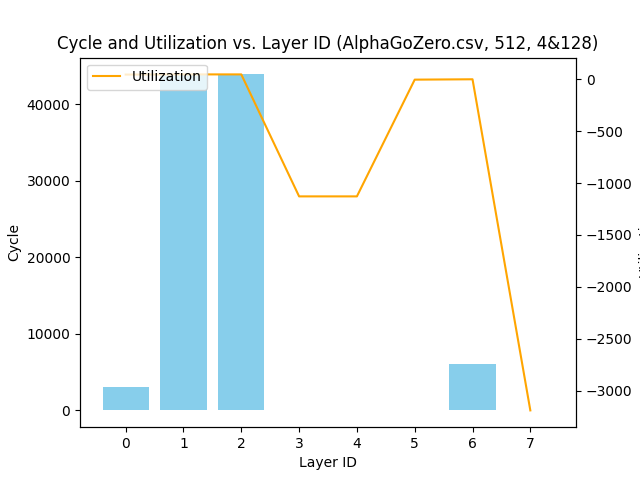 Cycle and Utilization vs. Layer ID (AlphaGoZero.csv, 512, 4&128)
Utilization
40000
30000
20000
10000
0
Cycle
0
−500
−1000
−1500
−2000
−2500
−3000
0 1 2 3 4 5 6 7
Layer ID